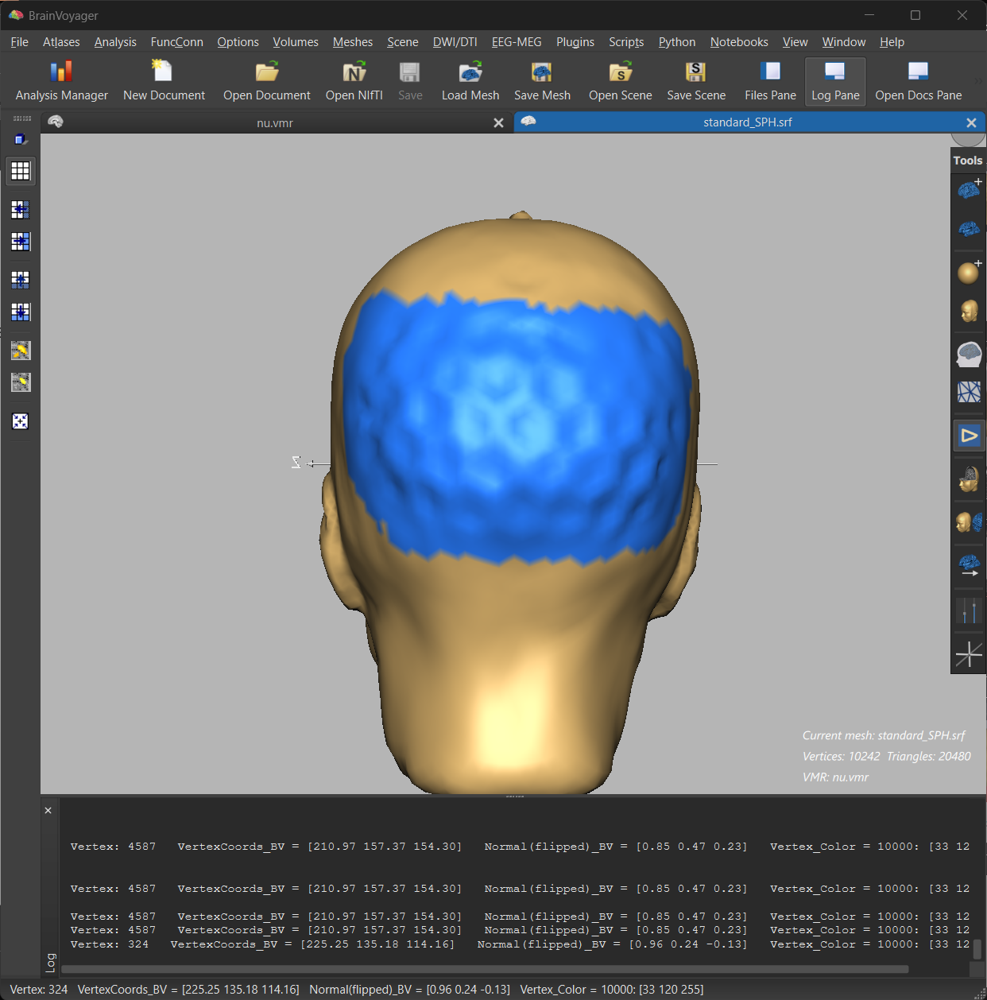 BrainVoyager
File Atlases Analysis FuncConn Options Volumes Meshes Scene DWI/DTI EEG-MEG Plugins Scripts Python Notebooks View Window Help
Analysis Manager New Document Open Document Open NIfTI Save Load Mesh Save Mesh Open Scene Save Scene Files Pane Log Pane Open Docs Pane
nu.vmr standard_SPH.srf
Tools
Z
Current mesh: standard_SPH.srf
Vertices: 10242 Triangles: 20480
VMR: nu.vmr
Vertex: 4587 VertexCoords_BV = [210.97 157.37 154.30] Normal(flipped)_BV = [0.85 0.47 0.23] Vertex_Color = 10000: [33 12
Vertex: 4587 VertexCoords_BV = [210.97 157.37 154.30] Normal(flipped)_BV = [0.85 0.47 0.23] Vertex_Color = 10000: [33 12
Vertex: 4587 VertexCoords_BV = [210.97 157.37 154.30] Normal(flipped)_BV = [0.85 0.47 0.23] Vertex_Color = 10000: [33 12
Vertex: 4587 VertexCoords_BV = [210.97 157.37 154.30] Normal(flipped)_BV = [0.85 0.47 0.23] Vertex_Color = 10000: [33 12
Vertex: 324 VertexCoords_BV = [225.25 135.18 114.16] Normal(flipped)_BV = [0.96 0.24 -0.13] Vertex_Color = 10000: [33 12
Log
Vertex: 324 VertexCoords_BV = [225.25 135.18 114.16] Normal(flipped)_BV = [0.96 0.24 -0.13] Vertex_Color = 10000: [33 120 255]